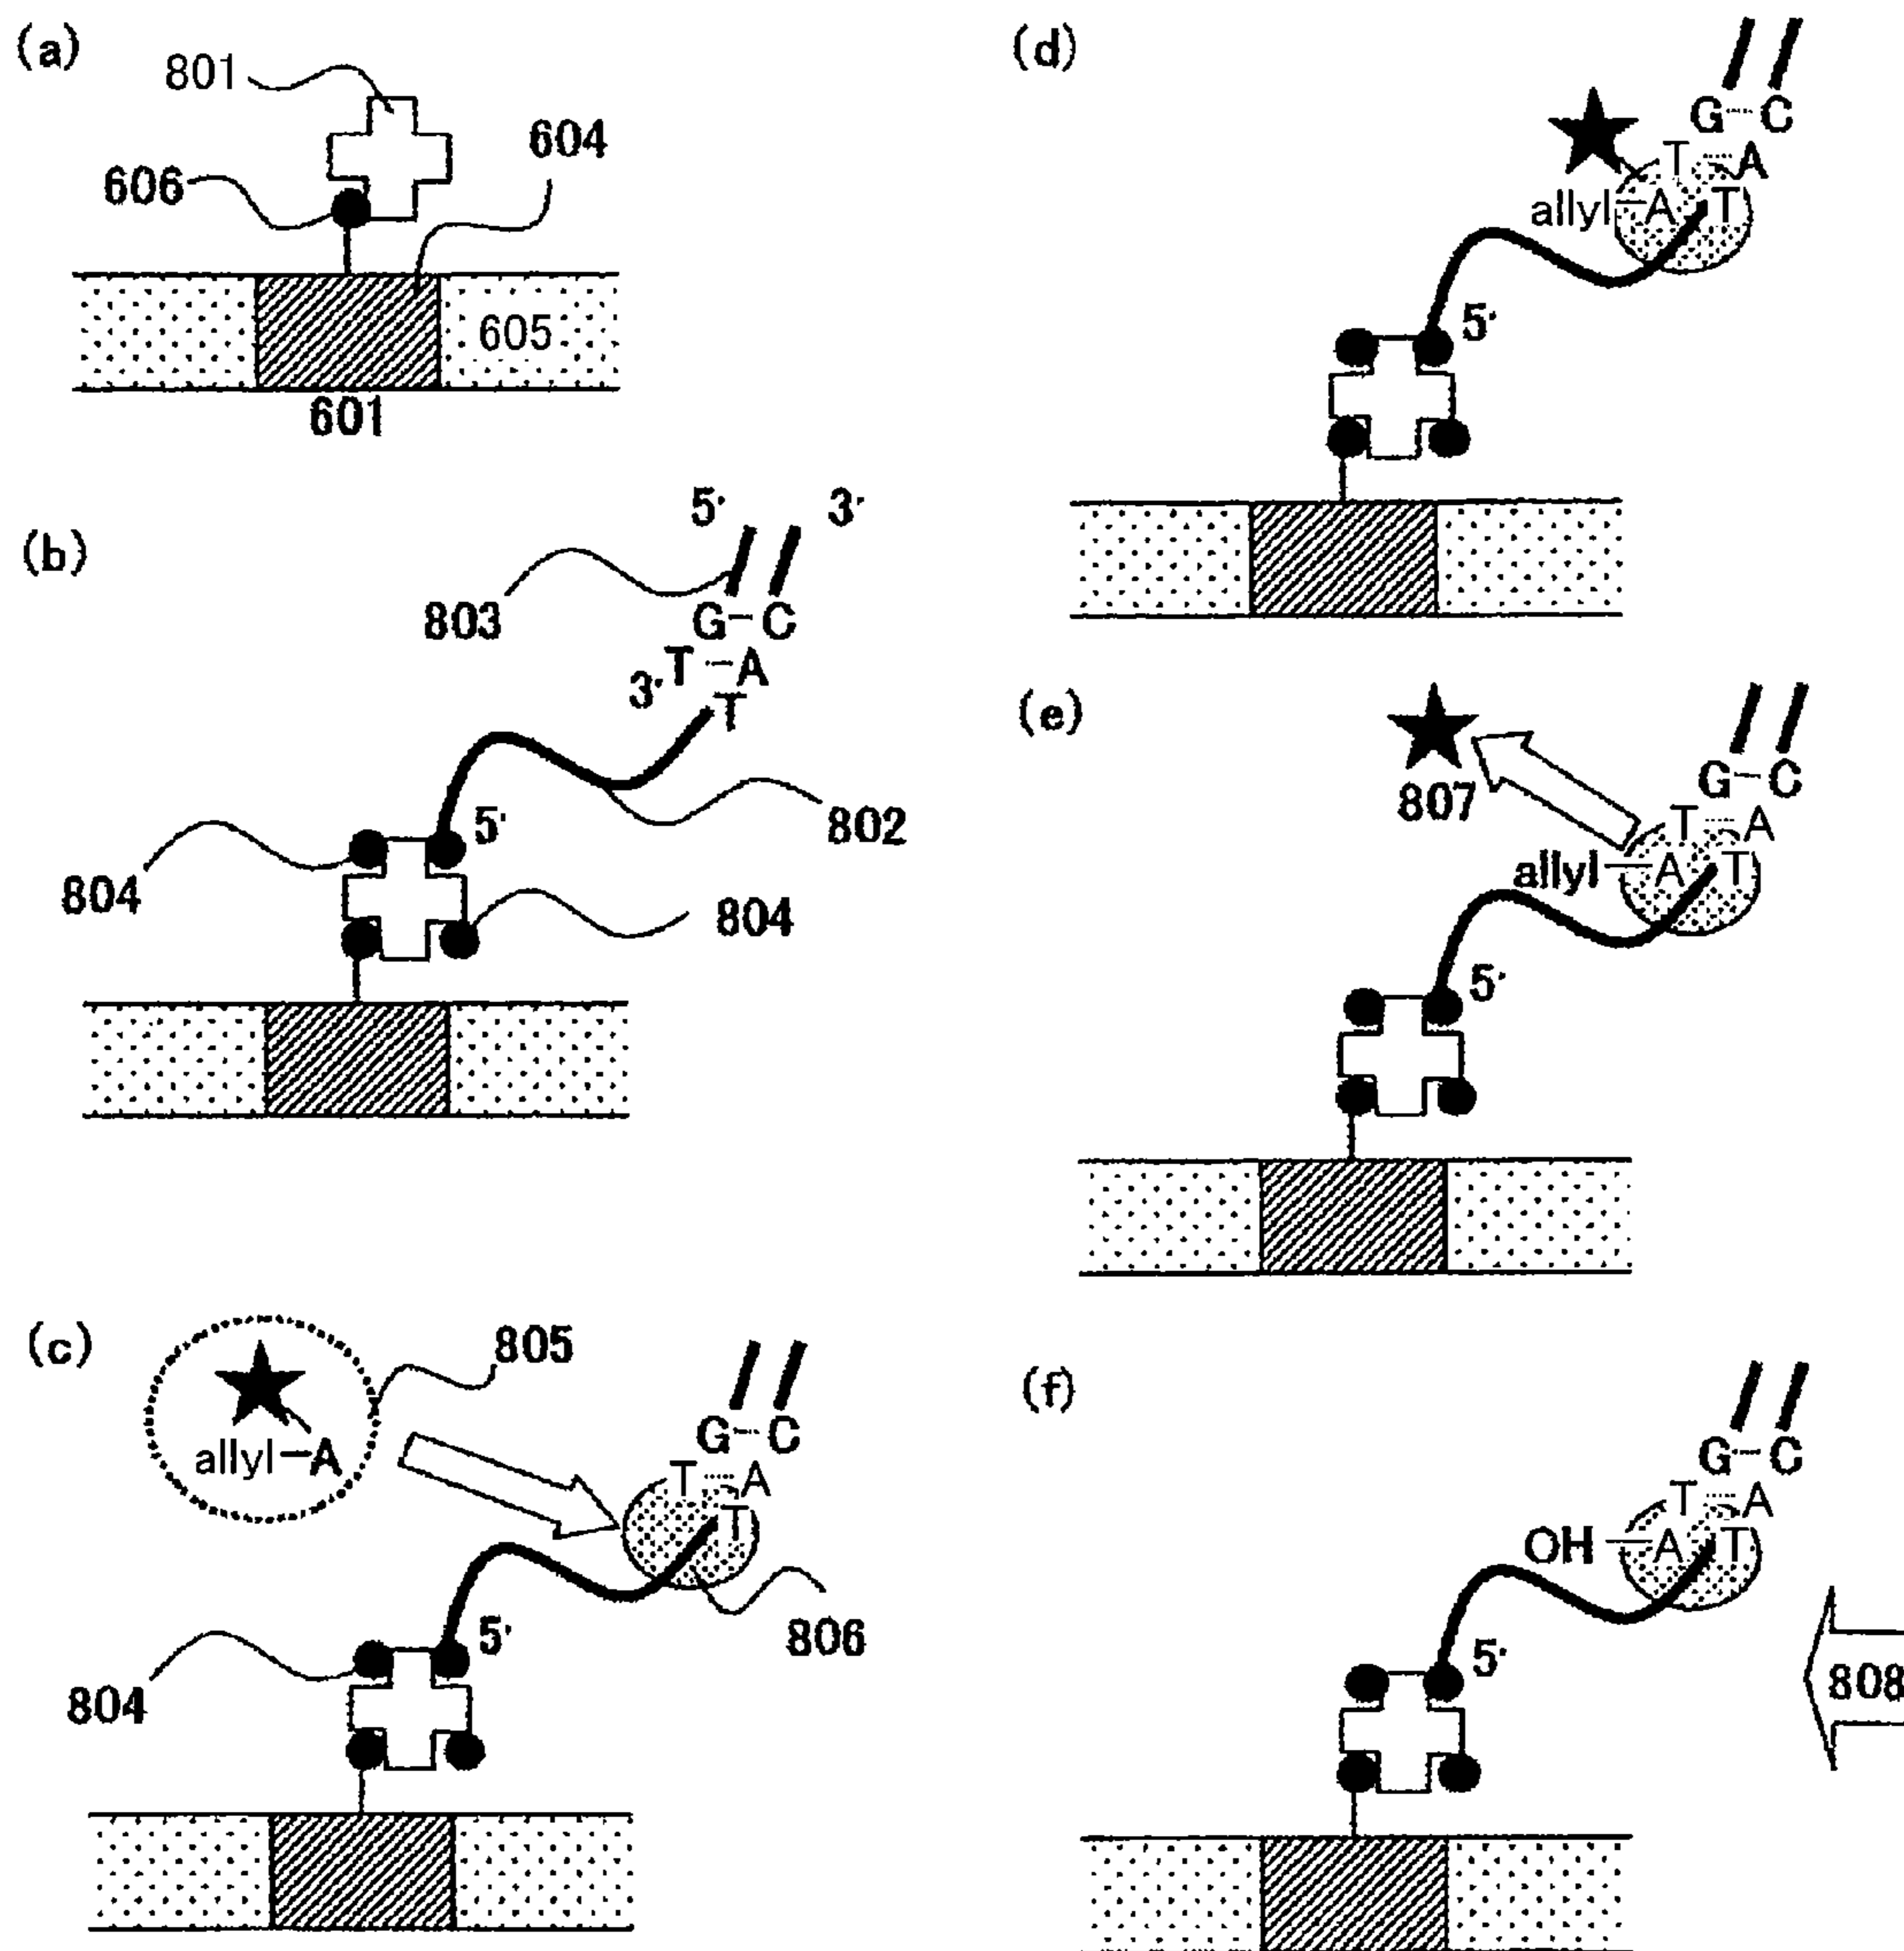 (a)
801
604
606
605
601
(b)
5' 3'
803
G C
T A
3'
T
5'
802
804
804
(c)
805
allyl A
G C
T A
T
5'
806
804
(d)
G C
T A
allyl A T
5'
(e)
807
G C
T A
allyl A T
5'
(f)
G C
T A
OH A T
5'
808